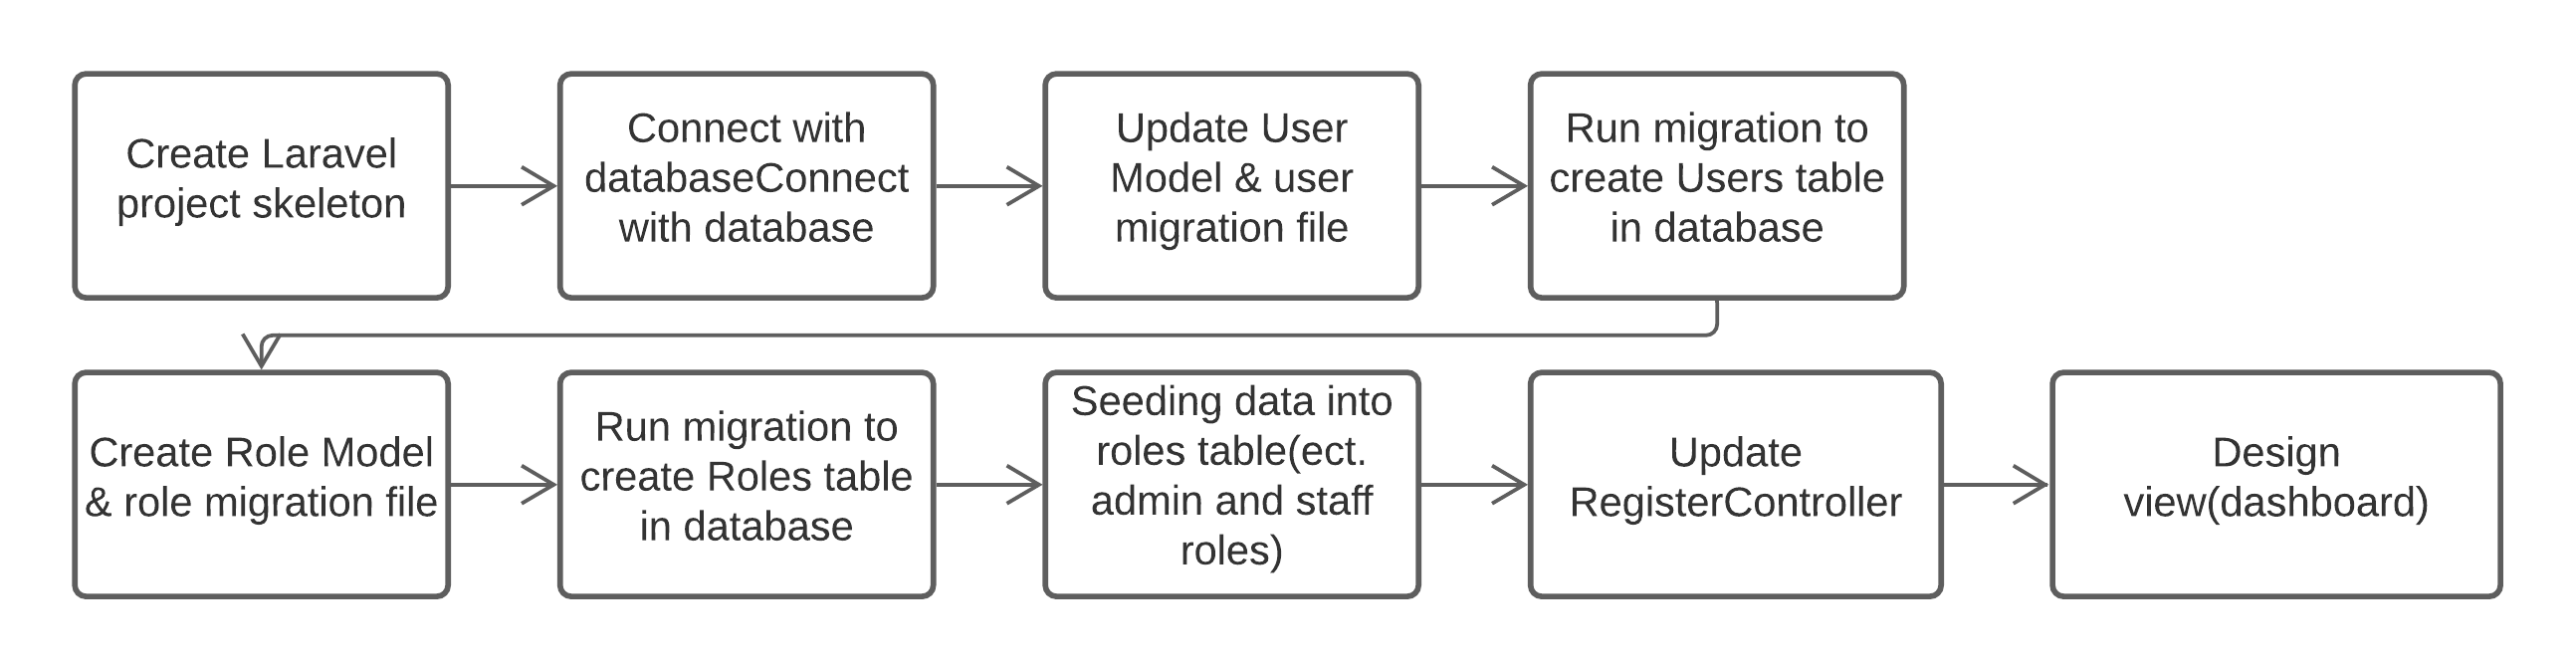 Create Laravel
project skeleton
Connect with
databaseConnect
with database
Update User
Model & user
migration file
Run migration to
create Users table
in database
Create Role Model
& role migration file
Run migration to
create Roles table
in database
Seeding data into
roles table(ect.
admin and staff
roles)
Update
RegisterController
Design
view(dashboard)